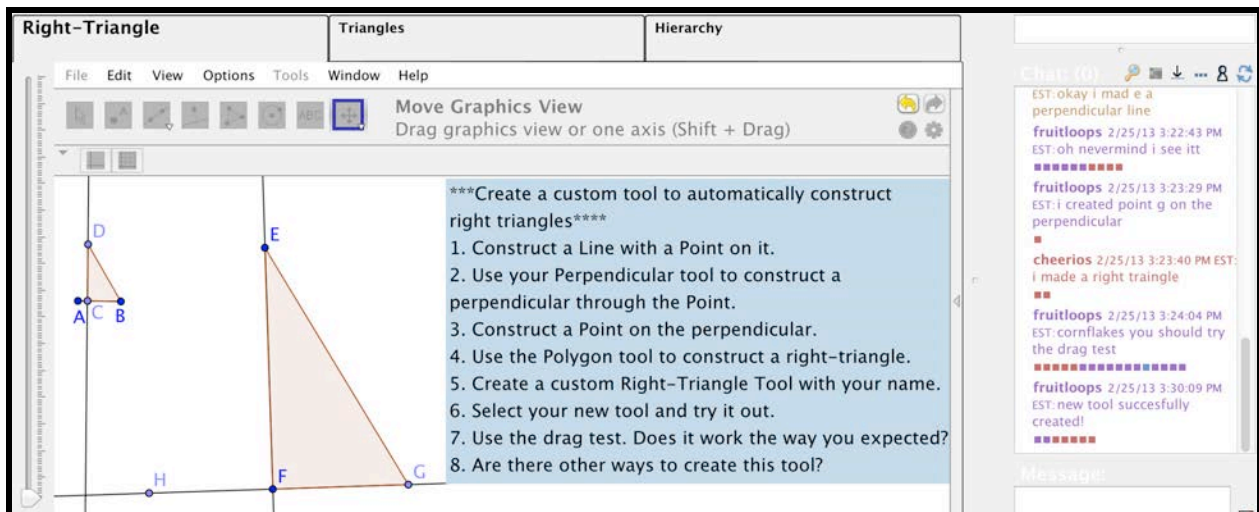 Right-Triangle
Triangles
Hierarchy
File Edit View Options Tools Window Help
ABC
Move Graphics View
Drag graphics view or one axis (Shift + Drag)
D
E
A C B
H
F
G
***Create a custom tool to automatically construct
right triangles****
1. Construct a Line with a Point on it.
2. Use your Perpendicular tool to construct a
perpendicular through the Point.
3. Construct a Point on the perpendicular.
4. Use the Polygon tool to construct a right-triangle.
5. Create a custom Right-Triangle Tool with your name.
6. Select your new tool and try it out.
7. Use the drag test. Does it work the way you expected?
8. Are there other ways to create this tool?
Chat: (0)
EST: okay i mad e a
perpendicular line
fruitloops 2/25/13 3:22:43 PM
EST: oh nevermind i see itt
fruitloops 2/25/13 3:23:29 PM
EST: i created point g on the
perpendicular
cheerios 2/25/13 3:23:40 PM EST:
i made a right traingle
fruitloops 2/25/13 3:24:04 PM
EST: cornflakes you should try
the drag test
fruitloops 2/25/13 3:30:09 PM
EST: new tool succesfully
created!
Message: